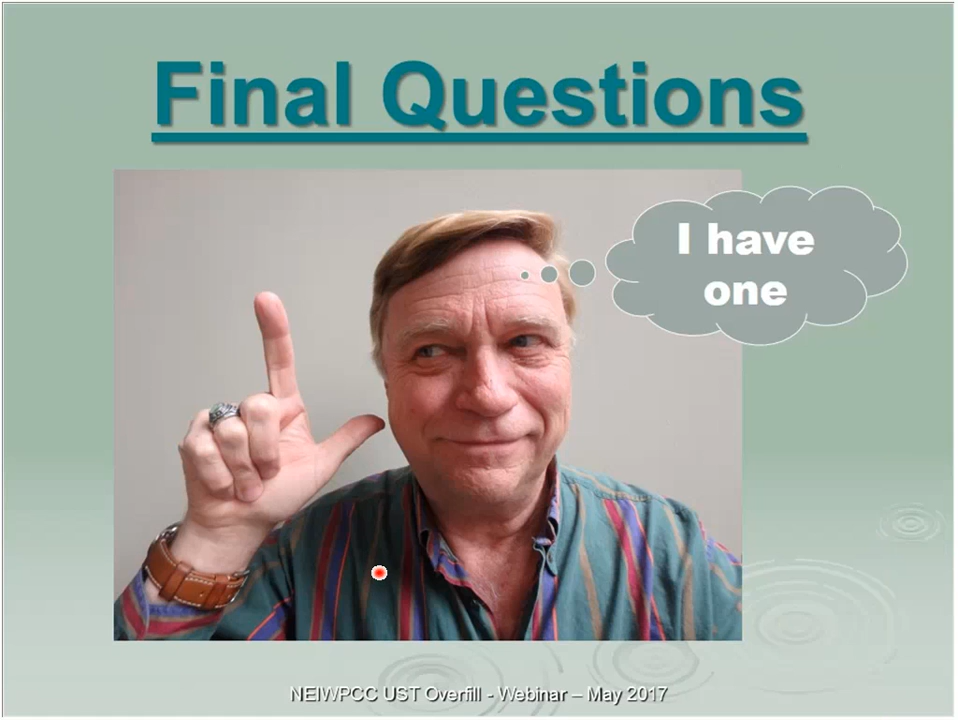 Final Questions
I have
one
NEIWPCC UST Overfill - Webinar – May 2017